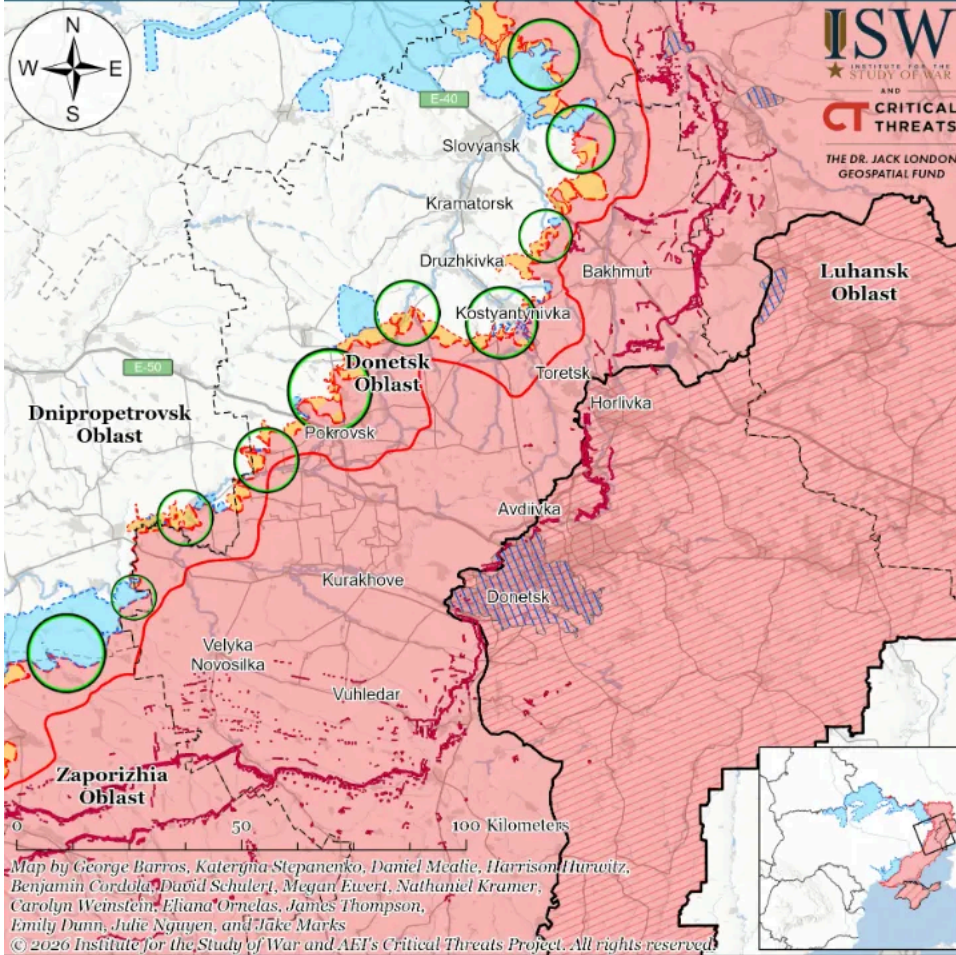 N
W
E
S
ISW
INSTITUTE FOR THE
STUDY OF WAR
AND
CT CRITICAL
THREATS
THE DR. JACK LONDON
GEOSPATIAL FUND
E-40
Slovyansk
Kramatorsk
Druzhkivka
Bakhmut
Luhansk
Oblast
Kostyantynivka
Donetsk
Oblast
E-50
Toretsk
Dnipropetrovsk
Oblast
Horlivka
Pokrovsk
Avdiivka
Kurakhove
Donetsk
Velyka
Novosilka
Vuhledar
Zaporizhia
Oblast
0
50
100 Kilometers
Map by George Barros, Kateryna Stepanenko, Daniel Mealie, Harrison Hurwitz,
Benjamin Cordola, David Schulert, Megan Ewert, Nathaniel Kramer,
Carolyn Weinstein, Eliana Ornelas, James Thompson,
Emily Dunn, Julie Nguyen, and Jake Marks
© 2026 Institute for the Study of War and AEI's Critical Threats Project. All rights reserved.